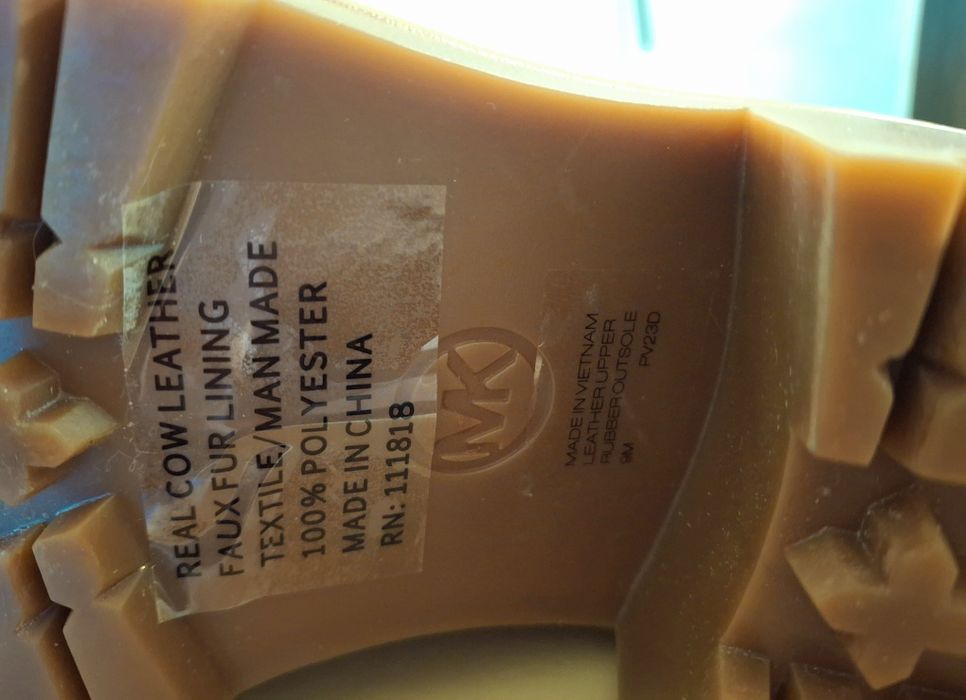 REAL COW LEATHER
FAUX FUR LINING
TEXTILE/MAN MADE
100% POLYESTER
MADE IN CHINA
RN: 111818
MK
MADE IN VIETNAM
LEATHER UPPER
RUBBER OUTSOLE
9M PV23D